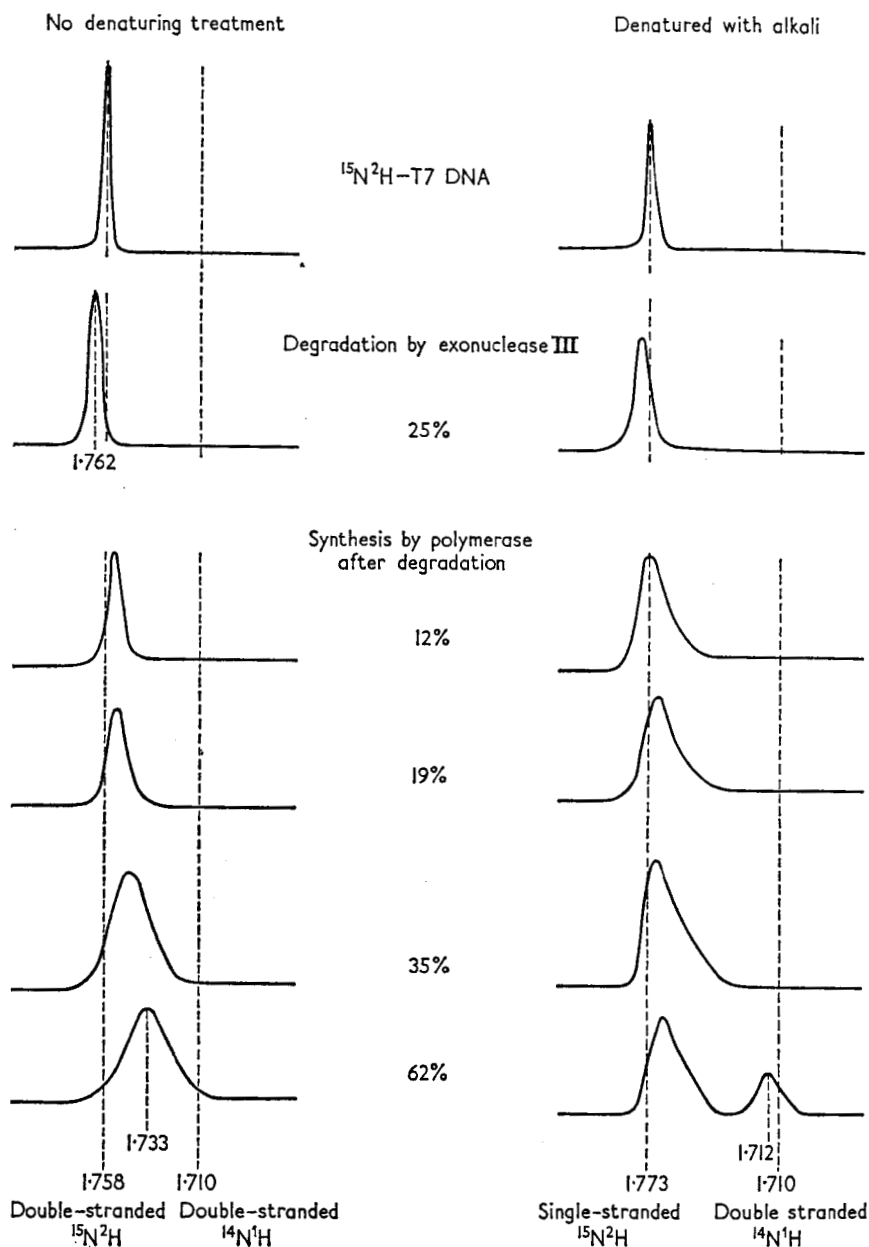 No denaturing treatment
Denatured with alkali
¹⁵N²H–T7 DNA
Degradation by exonuclease III
25%
1·762
Synthesis by polymerase
after degradation
12%
19%
35%
62%
1·733
1·712
1·758
1·710
1·773
1·710
Double-stranded
¹⁵N²H
Double-stranded
¹⁴N¹H
Single-stranded
¹⁵N²H
Double stranded
¹⁴N¹H